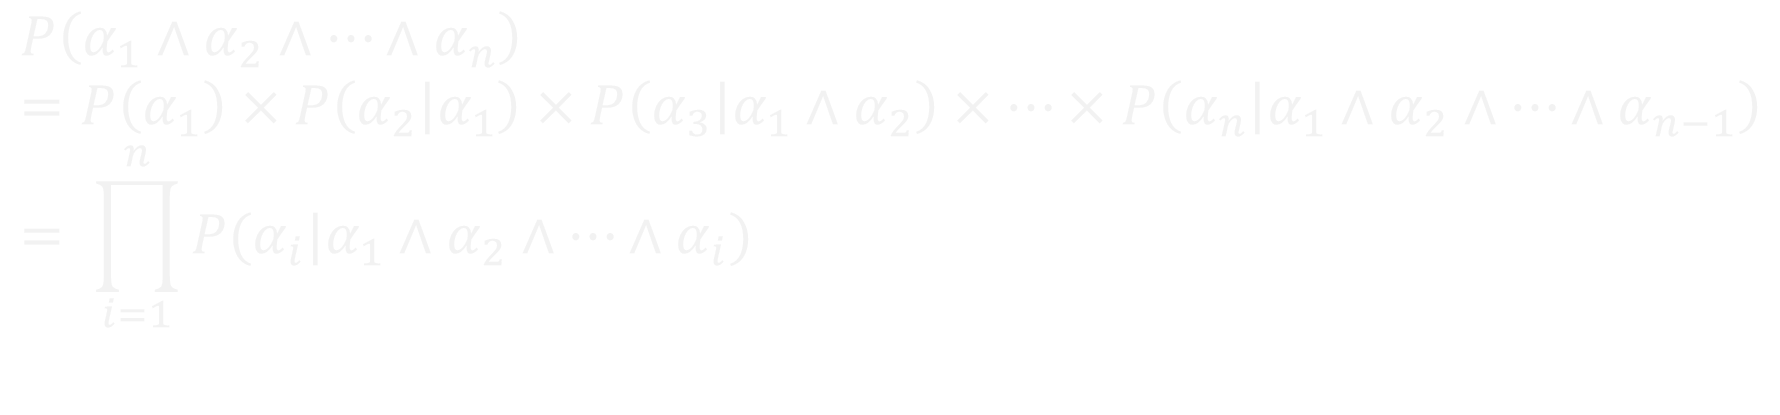 P(α₁ ∧ α₂ ∧ ⋯ ∧ αₙ)
= P(α₁) × P(α₂|α₁) × P(α₃|α₁ ∧ α₂) × ⋯ × P(αₙ|α₁ ∧ α₂ ∧ ⋯ ∧ αₙ₋₁)
= ∏ⁿᵢ₌₁ P(αᵢ|α₁ ∧ α₂ ∧ ⋯ ∧ αᵢ)